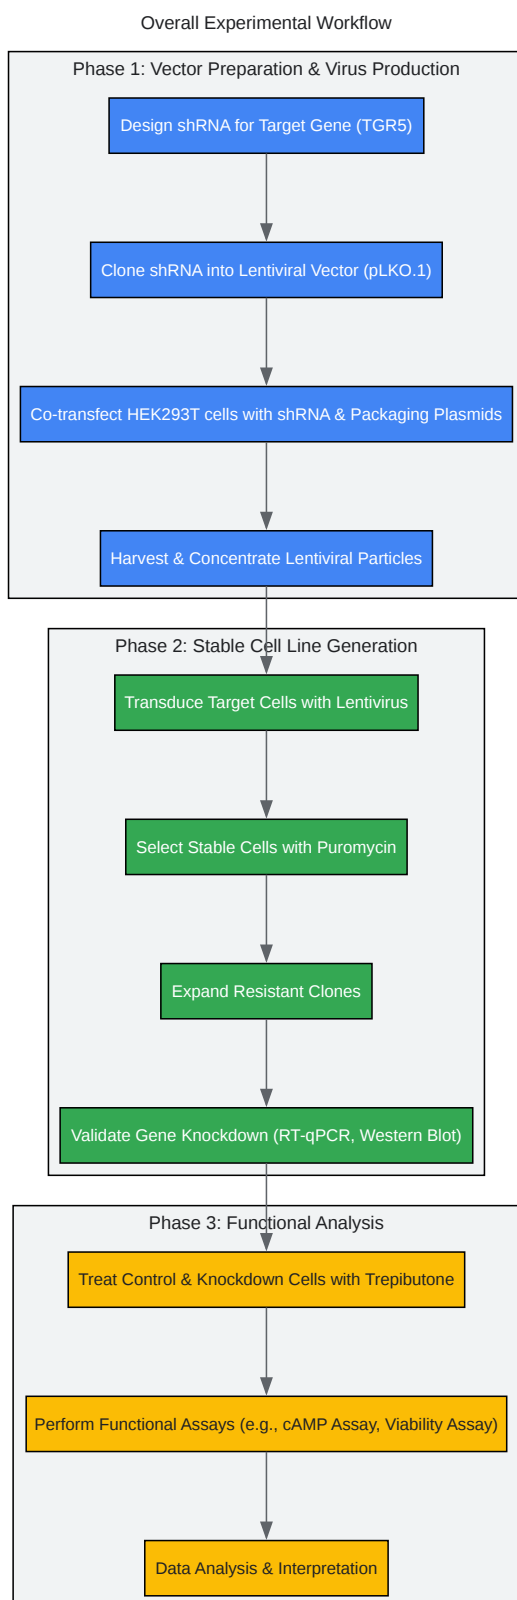 Overall Experimental Workflow
Phase 1: Vector Preparation & Virus Production
Design shRNA for Target Gene (TGR5)
Clone shRNA into Lentiviral Vector (pLKO.1)
Co-transfect HEK293T cells with shRNA & Packaging Plasmids
Harvest & Concentrate Lentiviral Particles
Phase 2: Stable Cell Line Generation
Transduce Target Cells with Lentivirus
Select Stable Cells with Puromycin
Expand Resistant Clones
Validate Gene Knockdown (RT-qPCR, Western Blot)
Phase 3: Functional Analysis
Treat Control & Knockdown Cells with Trepibutone
Perform Functional Assays (e.g., cAMP Assay, Viability Assay)
Data Analysis & Interpretation